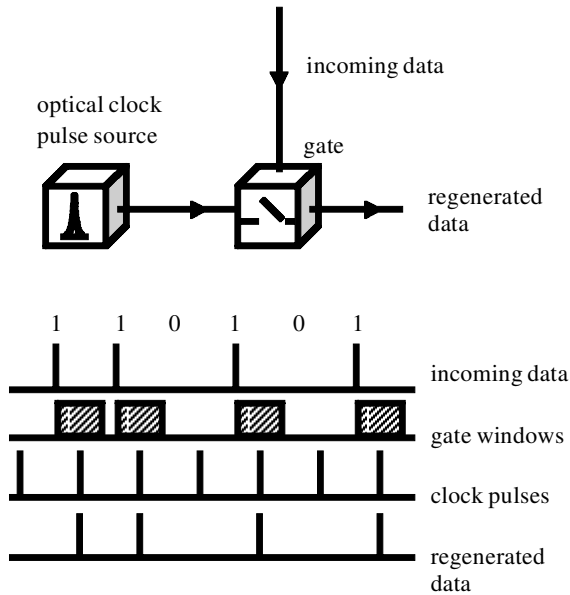 incoming data
optical clock
pulse source
gate
regenerated
data
1 1 0 1 0 1
incoming data
gate windows
clock pulses
regenerated
data